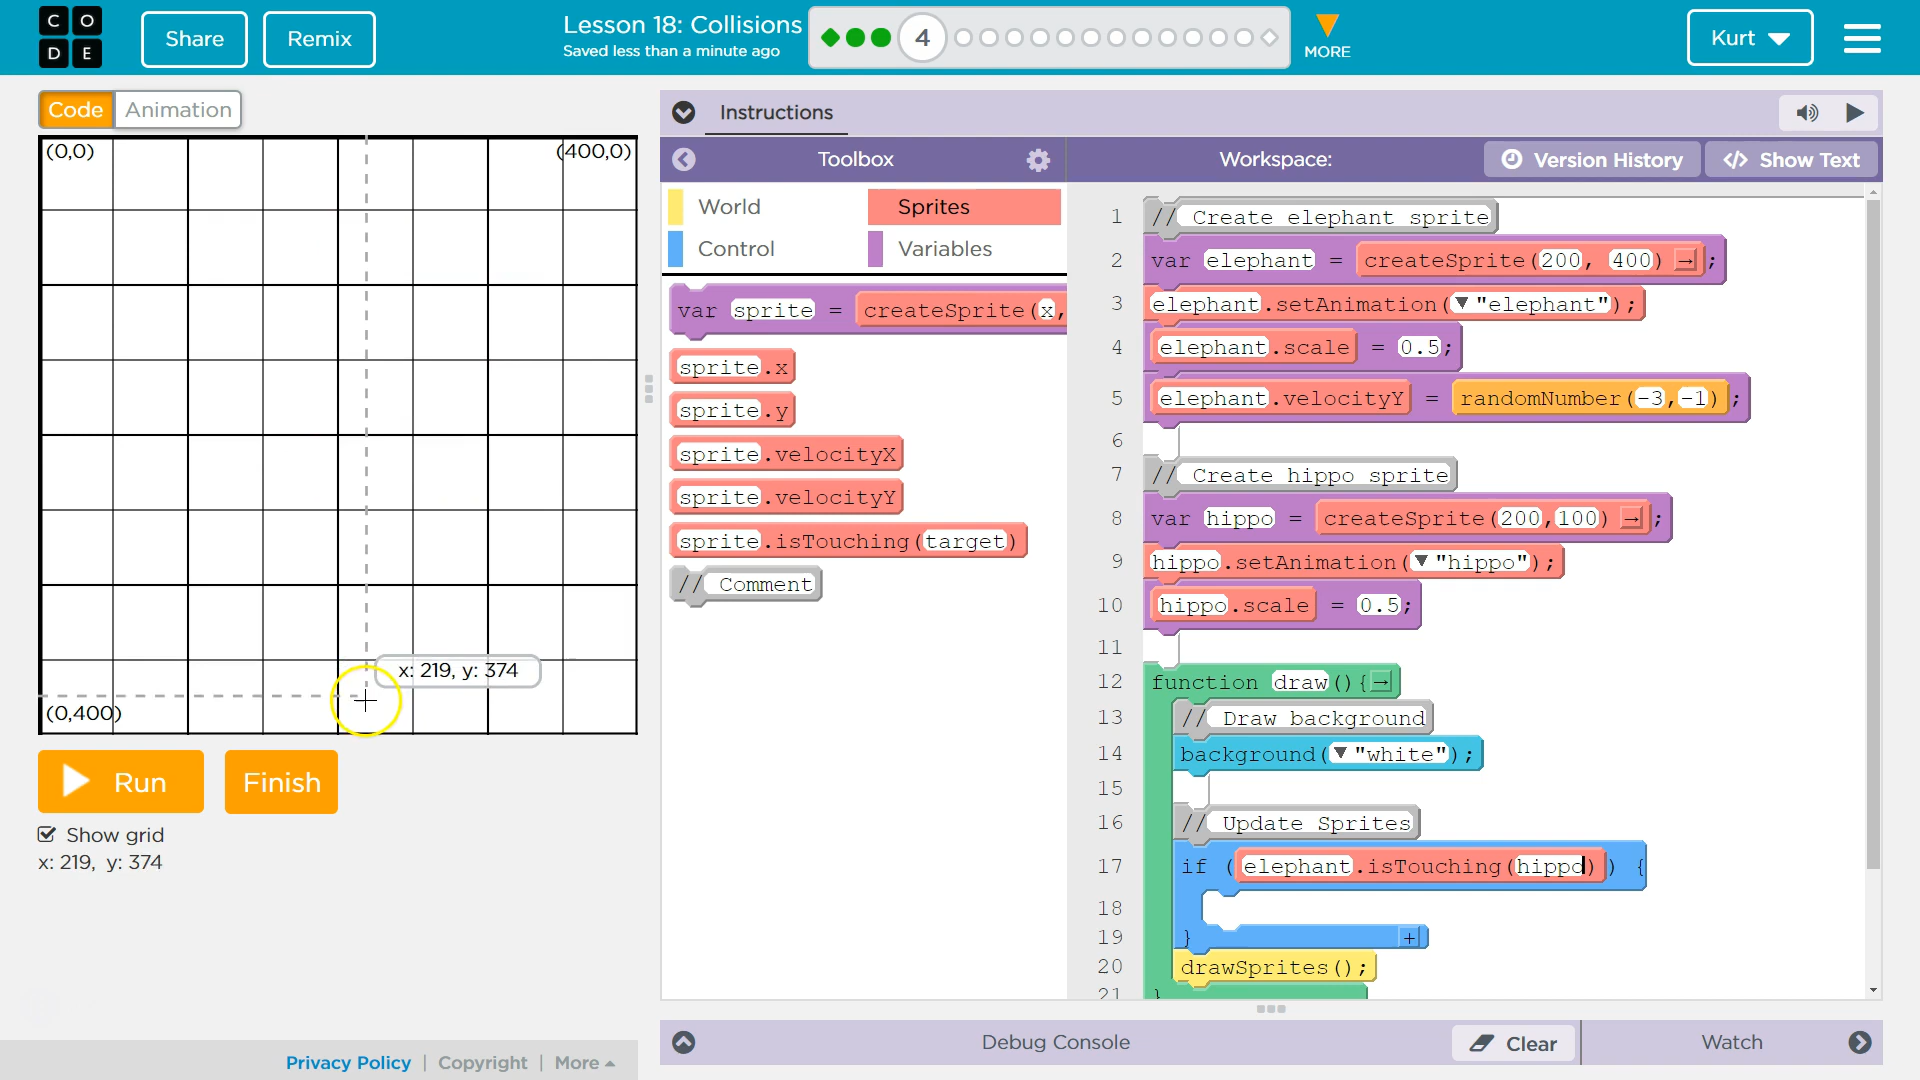 C O
D E
Share
Remix
Lesson 18: Collisions
Saved less than a minute ago
4
MORE
Kurt
Code
Animation
(0,0)
(400,0)
x: 219, y: 374
(0,400)
Run
Finish
Show grid
x: 219, y: 374
Privacy Policy | Copyright | More
Instructions
Toolbox
Workspace:
Version History
</> Show Text
World
Sprites
Control
Variables
var sprite = createSprite(x,
sprite.x
sprite.y
sprite.velocityX
sprite.velocityY
sprite.isTouching(target)
// Comment
1 // Create elephant sprite
2 var elephant = createSprite(200, 400) → ;
3 elephant.setAnimation(▼ "elephant");
4 elephant.scale = 0.5;
5 elephant.velocityY = randomNumber(-3,-1);
6
7 // Create hippo sprite
8 var hippo = createSprite(200,100) → ;
9 hippo.setAnimation(▼ "hippo");
10 hippo.scale = 0.5;
11
12 function draw(){→
13 // Draw background
14 background(▼ "white");
15
16 // Update Sprites
17 if (elephant.isTouching(hippo)) {
18
19 } +
20 drawSprites();
21 }
Debug Console
Clear
Watch